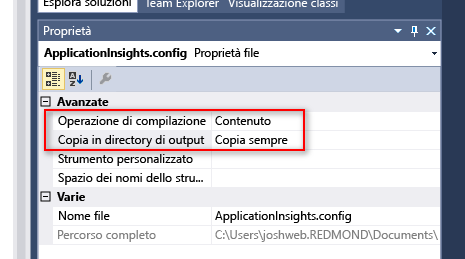 Esplora soluzioni Team Explorer Visualizzazione classi
Proprietà
ApplicationInsights.config Proprietà file
Avanzate
Operazione di compilazione Contenuto
Copia in directory di output Copia sempre
Strumento personalizzato
Spazio dei nomi dello stru...
Varie
Nome file ApplicationInsights.config
Percorso completo C:\Users\joshweb.REDMOND\Documents\